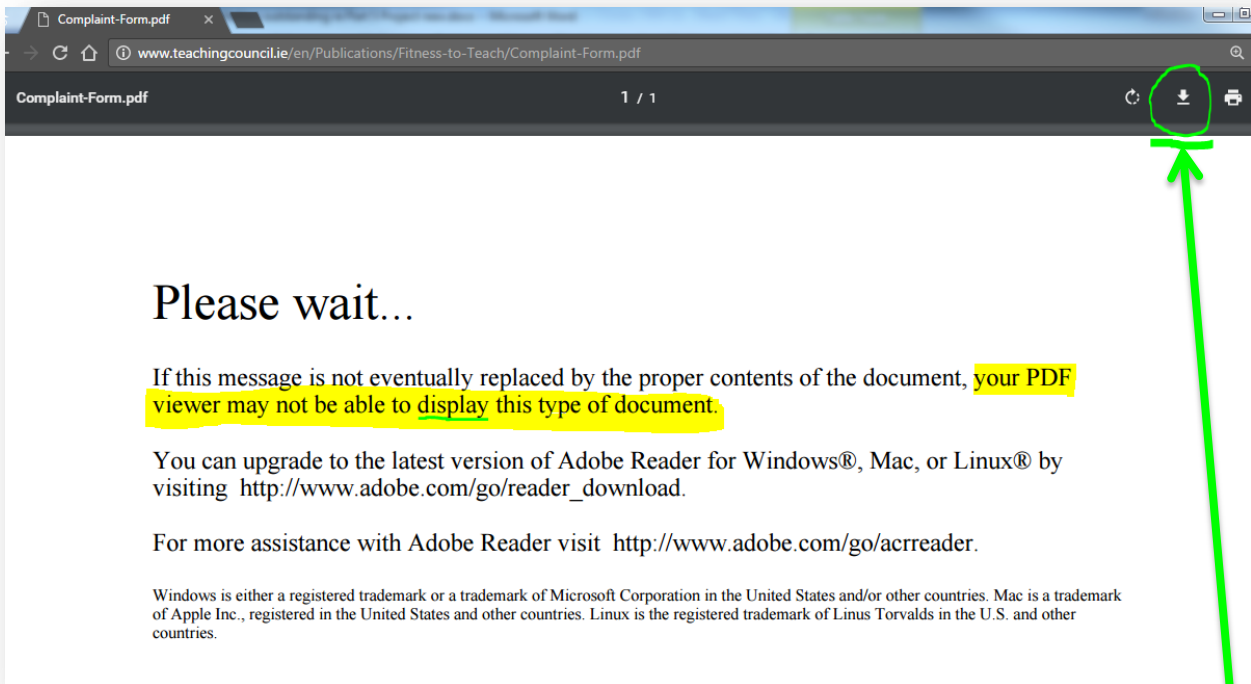 Complaint-Form.pdf
www.teachingcouncil.ie/en/Publications/Fitness-to-Teach/Complaint-Form.pdf
Complaint-Form.pdf
1 / 1
Please wait...
If this message is not eventually replaced by the proper contents of the document, your PDF
viewer may not be able to display this type of document.
You can upgrade to the latest version of Adobe Reader for Windows®, Mac, or Linux® by
visiting http://www.adobe.com/go/reader_download.
For more assistance with Adobe Reader visit http://www.adobe.com/go/acrreader.
Windows is either a registered trademark or a trademark of Microsoft Corporation in the United States and/or other countries. Mac is a trademark
of Apple Inc., registered in the United States and other countries. Linux is the registered trademark of Linus Torvalds in the U.S. and other
countries.